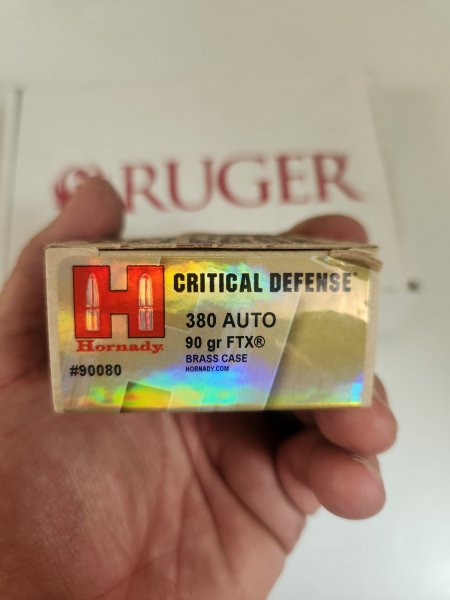 RUGER
H
Hornady
#90080
CRITICAL DEFENSE®
380 AUTO
90 gr FTX®
BRASS CASE
HORNADY.COM